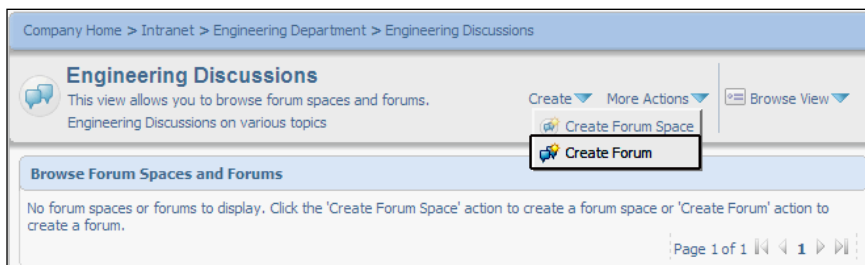 Company Home > Intranet > Engineering Department > Engineering Discussions
Engineering Discussions
This view allows you to browse forum spaces and forums.
Engineering Discussions on various topics
Create More Actions Browse View
Create Forum Space
Create Forum
Browse Forum Spaces and Forums
No forum spaces or forums to display. Click the 'Create Forum Space' action to create a forum space or 'Create Forum' action to
create a forum.
Page 1 of 1 1